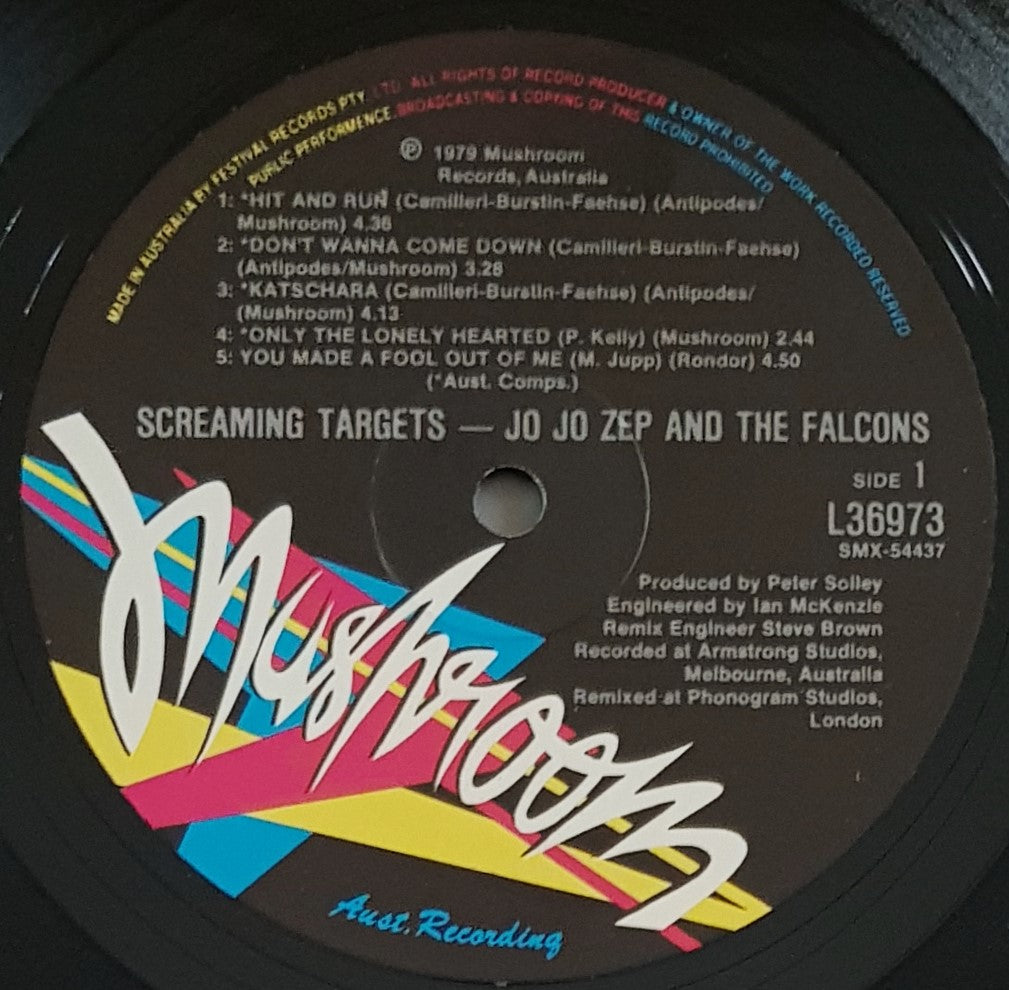 MADE IN AUSTRALIA BY FESTIVAL RECORDS PTY. LTD. ALL RIGHTS OF RECORD PRODUCER & OWNER OF THE WORK RECORDED RESERVED
PUBLIC PERFORMENCE. BROADCASTING & COPYING OF THIS RECORD PROHIBITED
℗ 1979 Mushroom
Records, Australia
1: *HIT AND RUN (Camilleri-Burstin-Faehse) (Antipodes/
Mushroom) 4.36
2: *DON'T WANNA COME DOWN (Camilleri-Burstin-Faehse)
(Antipodes/Mushroom) 3.28
3: *KATSCHARA (Camilleri-Burstin-Faehse) (Antipodes/
(Mushroom) 4.13
4: *ONLY THE LONELY HEARTED (P. Kelly) (Mushroom) 2.44
5: YOU MADE A FOOL OUT OF ME (M. Jupp) (Rondor) 4.50
(*Aust. Comps.)
SCREAMING TARGETS — JO JO ZEP AND THE FALCONS
SIDE 1
L36973
SMX-54437
Produced by Peter Solley
Engineered by Ian McKenzie
Remix Engineer Steve Brown
Recorded at Armstrong Studios,
Melbourne, Australia
Remixed at Phonogram Studios,
London
Mushroom
Aust. Recording